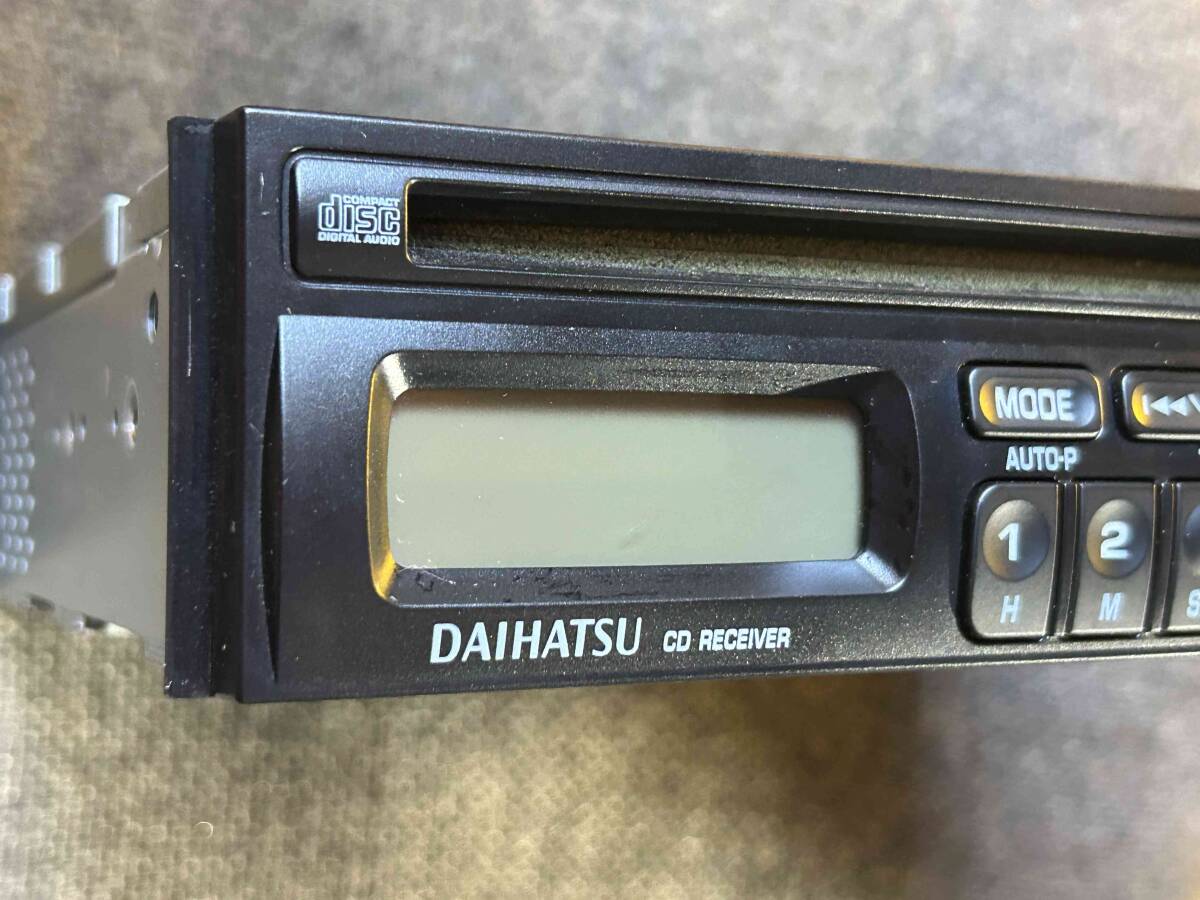 COMPACT
disc
DIGITAL AUDIO
MODE
AUTO-P
1
2
H
M
S
DAIHATSU CD RECEIVER